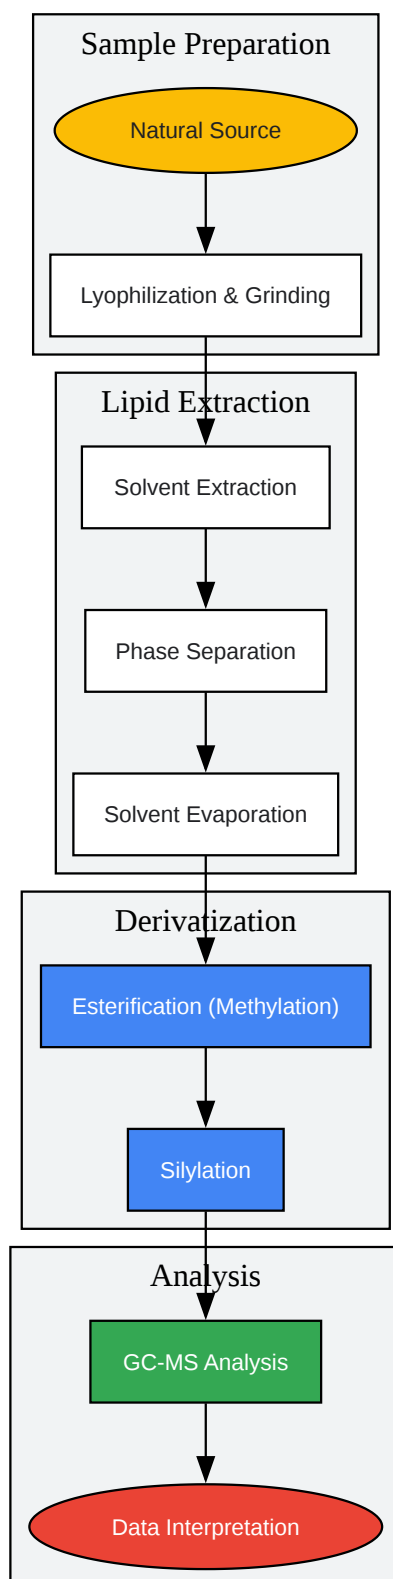 Sample Preparation
Natural Source
Lyophilization & Grinding
Lipid Extraction
Solvent Extraction
Phase Separation
Solvent Evaporation
Derivatization
Esterification (Methylation)
Silylation
Analysis
GC-MS Analysis
Data Interpretation